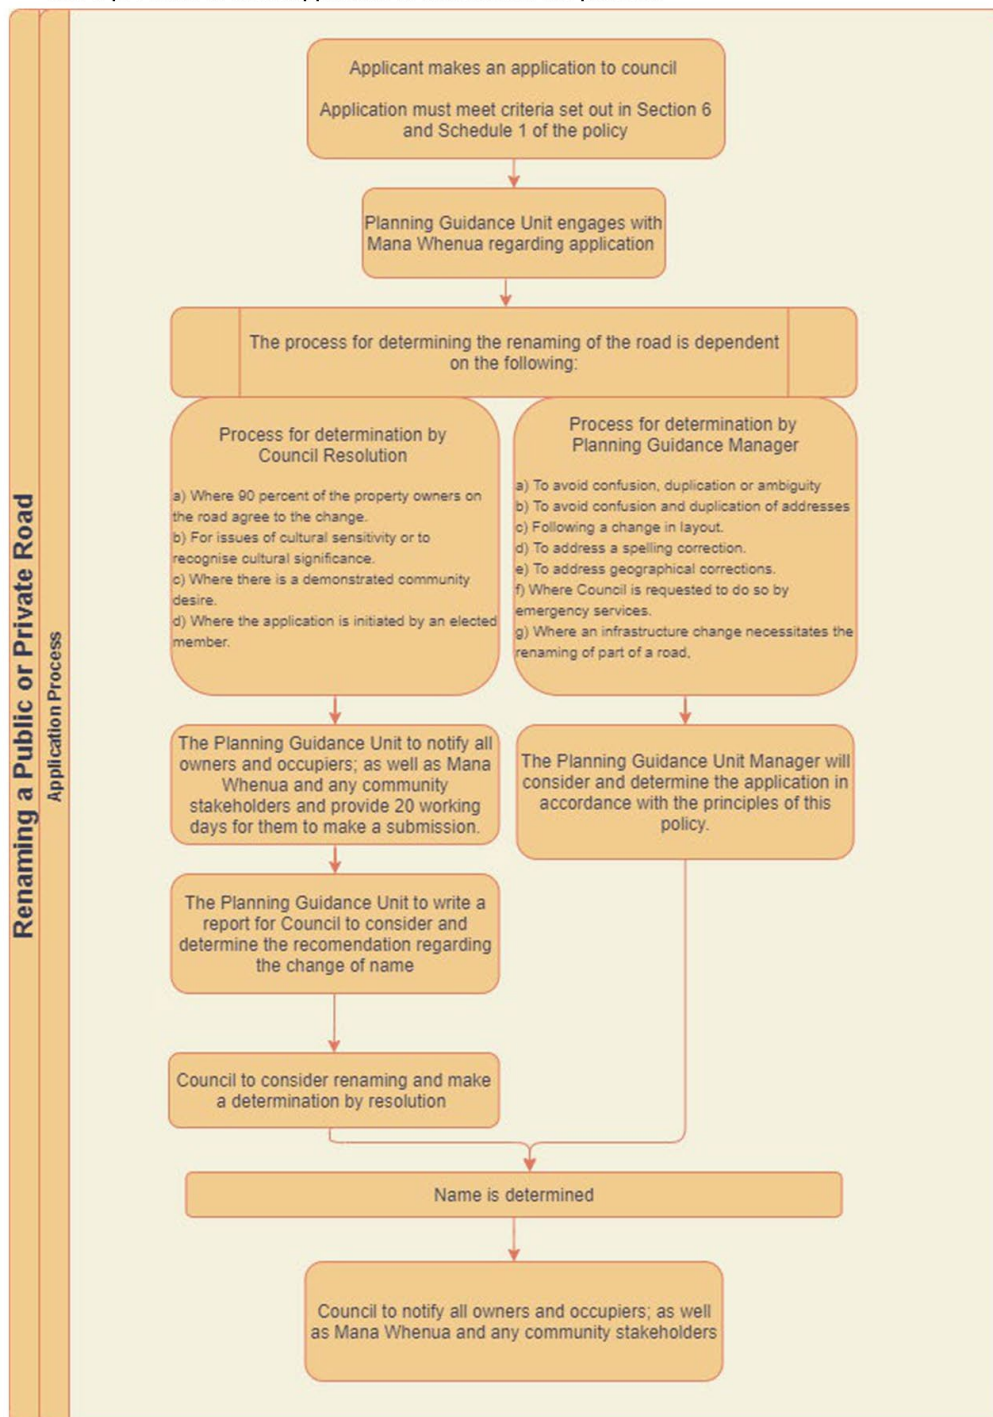 Renaming a Public or Private Road
Application Process
Applicant makes an application to council
Application must meet criteria set out in Section 6
and Schedule 1 of the policy
Planning Guidance Unit engages with
Mana Whenua regarding application
The process for determining the renaming of the road is dependent
on the following:
Process for determination by
Council Resolution
a) Where 90 percent of the property owners on
the road agree to the change.
b) For issues of cultural sensitivity or to
recognise cultural significance.
c) Where there is a demonstrated community
desire.
d) Where the application is initiated by an elected
member.
Process for determination by
Planning Guidance Manager
a) To avoid confusion, duplication or ambiguity
b) To avoid confusion and duplication of addresses
c) Following a change in layout.
d) To address a spelling correction.
e) To address geographical corrections.
f) Where Council is requested to do so by
emergency services.
g) Where an infrastructure change necessitates the
renaming of part of a road,
The Planning Guidance Unit to notify all
owners and occupiers; as well as Mana
Whenua and any community
stakeholders and provide 20 working
days for them to make a submission.
The Planning Guidance Unit Manager will
consider and determine the application in
accordance with the principles of this
policy.
The Planning Guidance Unit to write a
report for Council to consider and
determine the recomendation regarding
the change of name
Council to consider renaming and make
a determination by resolution
Name is determined
Council to notify all owners and occupiers; as well
as Mana Whenua and any community stakeholders